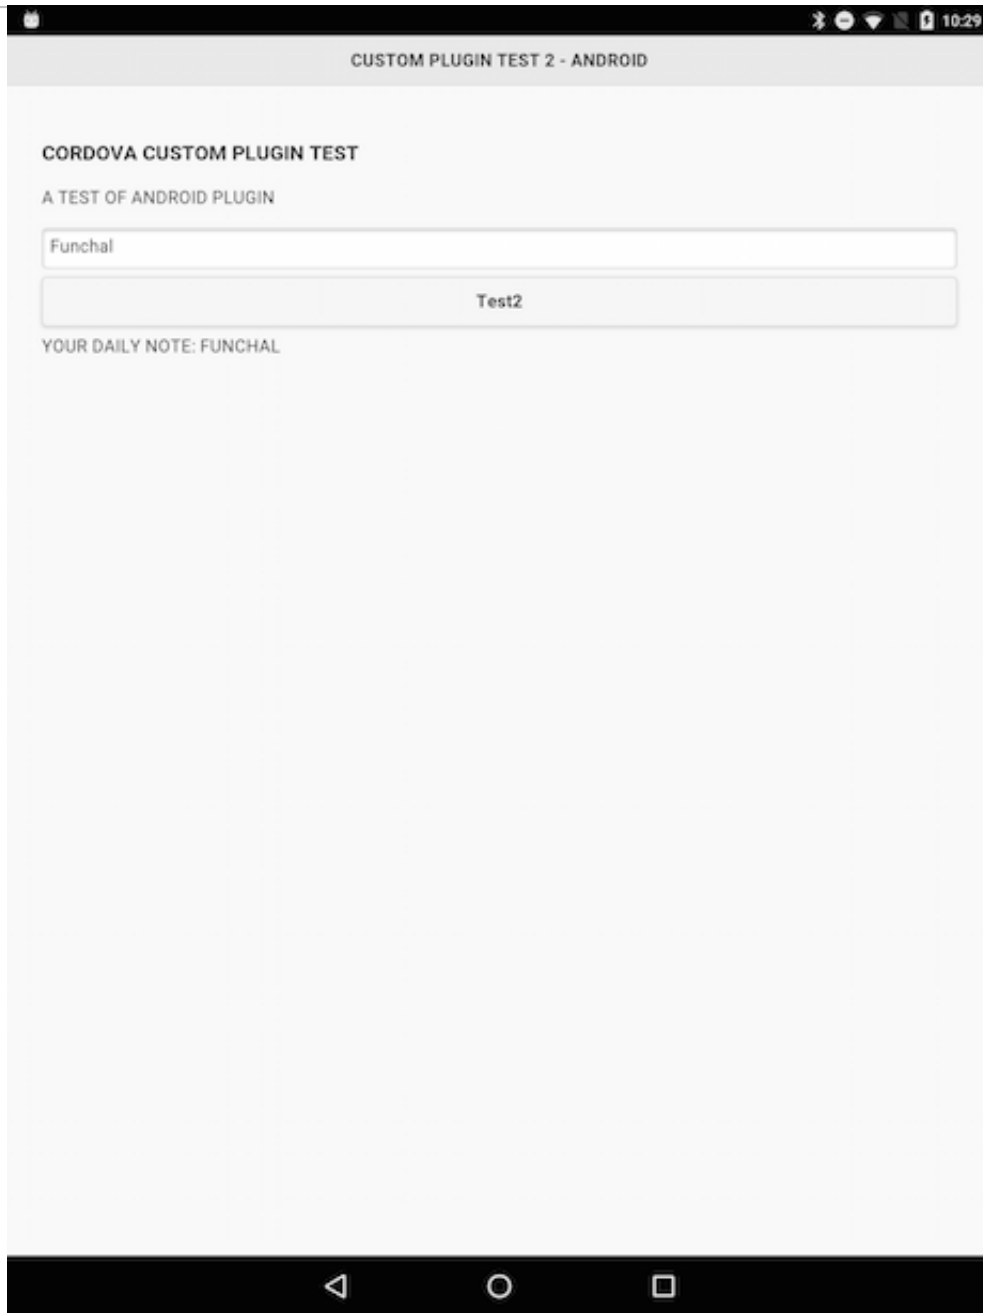 10:29
CUSTOM PLUGIN TEST 2 - ANDROID
CORDOVA CUSTOM PLUGIN TEST
A TEST OF ANDROID PLUGIN
Funchal
Test2
YOUR DAILY NOTE: FUNCHAL